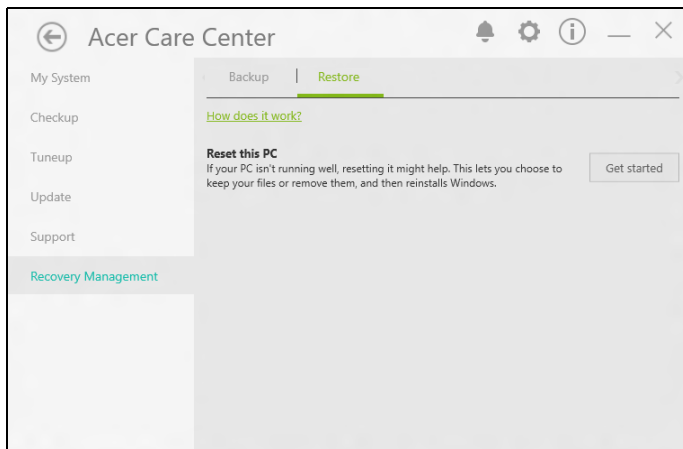 Acer Care Center
My System
Checkup
Tuneup
Update
Support
Recovery Management
Backup
Restore
How does it work?
Reset this PC
If your PC isn't running well, resetting it might help. This lets you choose to
keep your files or remove them, and then reinstalls Windows.
Get started